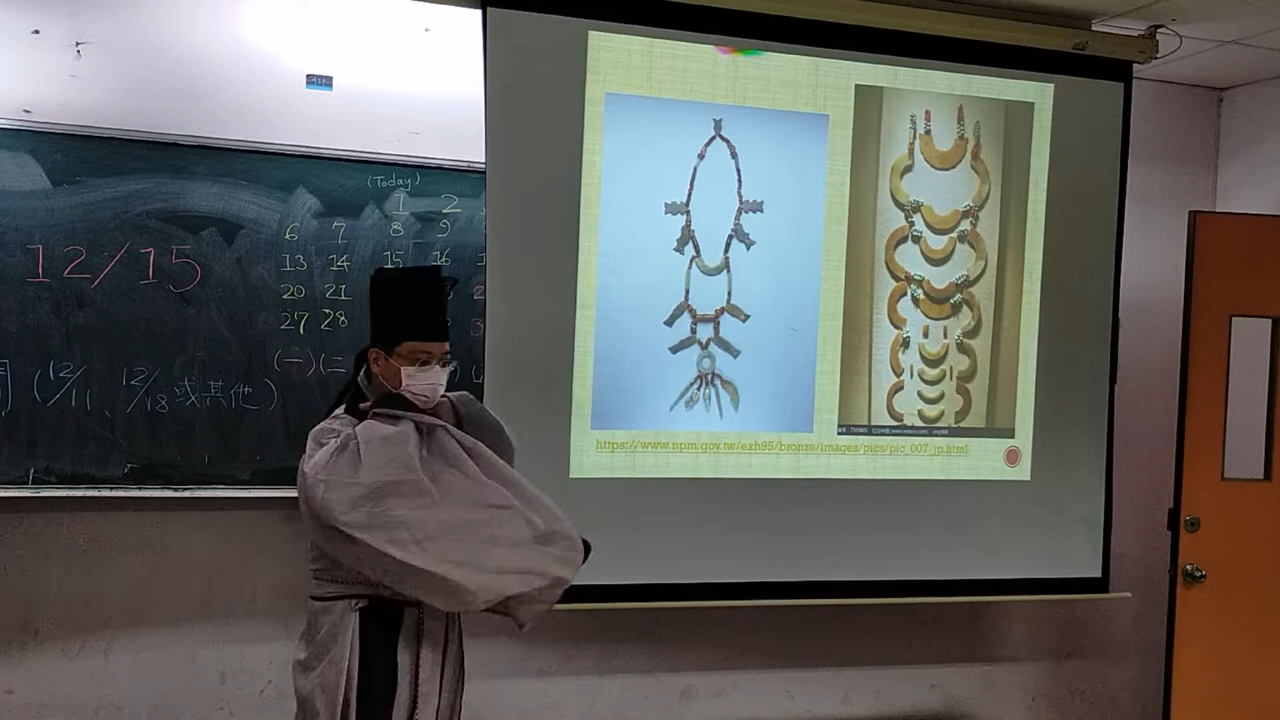 (Today)
1 2
6 7 8 9
12/15
13 14 15 16
20 21
27 28
(一)(二
(12/11、12/18或其他)
https://www.npm.gov.tw/exh95/bronze/images/pics/pic_007_jp.html